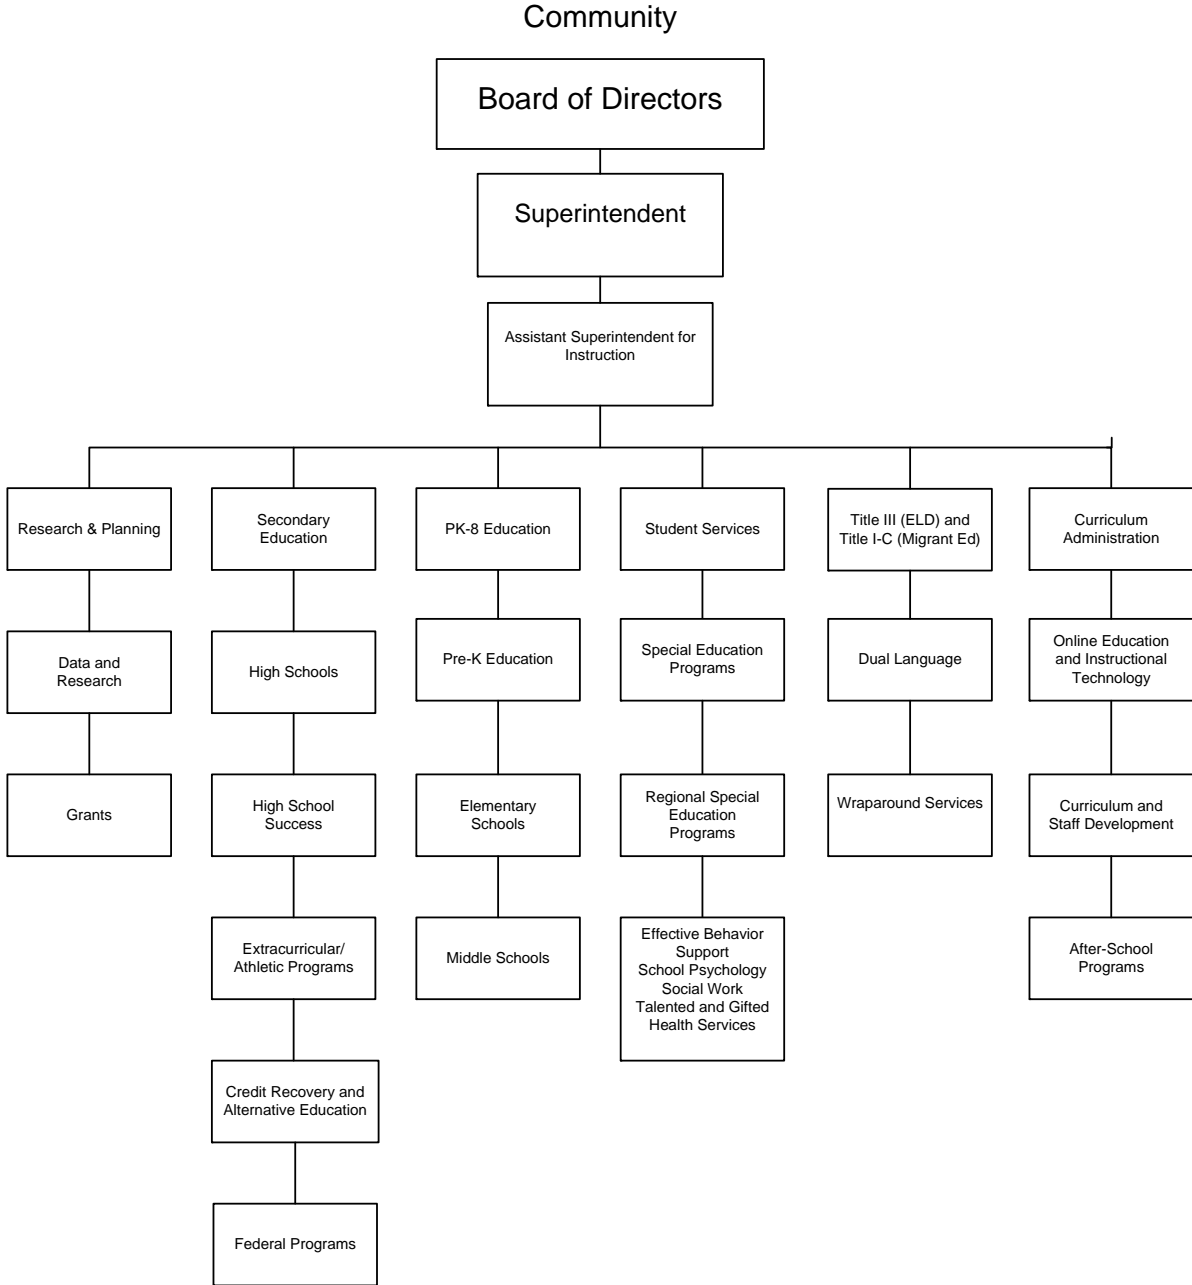 Community
Board of Directors
Superintendent
Assistant Superintendent for
Instruction
Research & Planning
Secondary
Education
PK-8 Education
Student Services
Title III (ELD) and
Title I-C (Migrant Ed)
Curriculum
Administration
Data and
Research
High Schools
Pre-K Education
Special Education
Programs
Dual Language
Online Education
and Instructional
Technology
Grants
High School
Success
Elementary
Schools
Regional Special
Education
Programs
Wraparound Services
Curriculum and
Staff Development
Extracurricular/
Athletic Programs
Middle Schools
Effective Behavior
Support
School Psychology
Social Work
Talented and Gifted
Health Services
After-School
Programs
Credit Recovery and
Alternative Education
Federal Programs